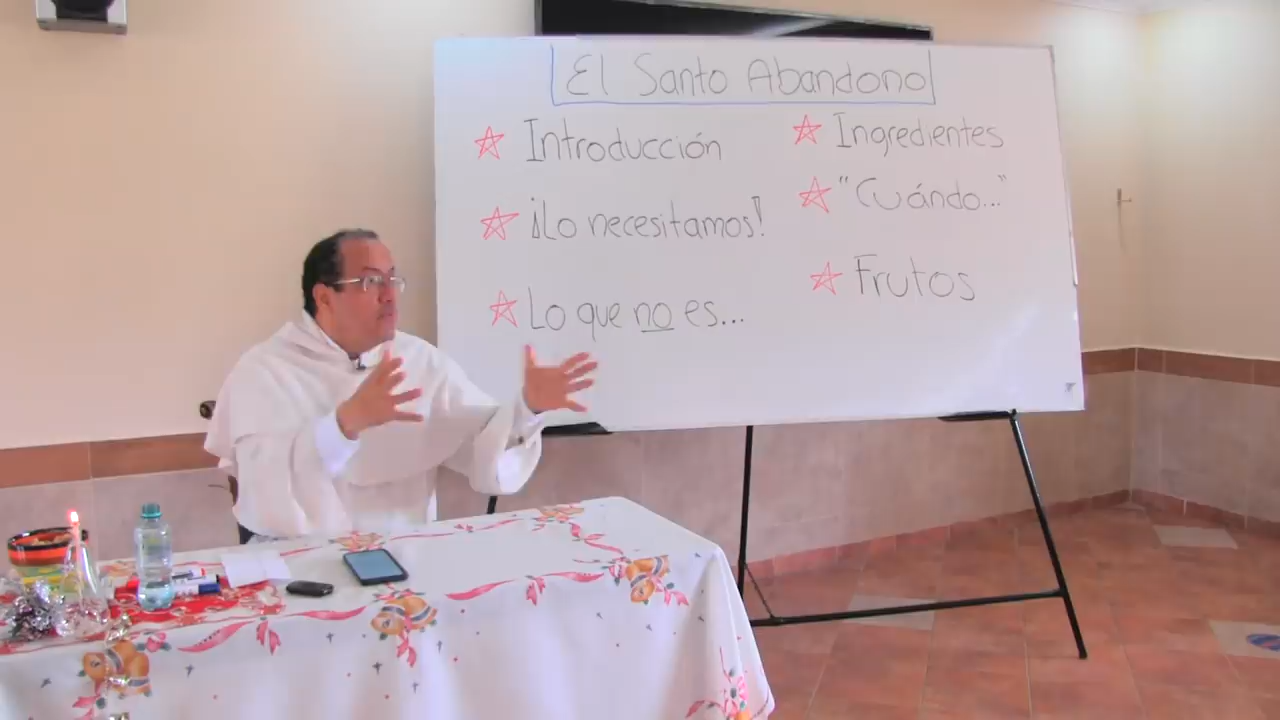 El Santo Abandono
Introducción
¡Lo necesitamos!
Lo que no es...
Ingredientes
"Cuándo..."
Frutos